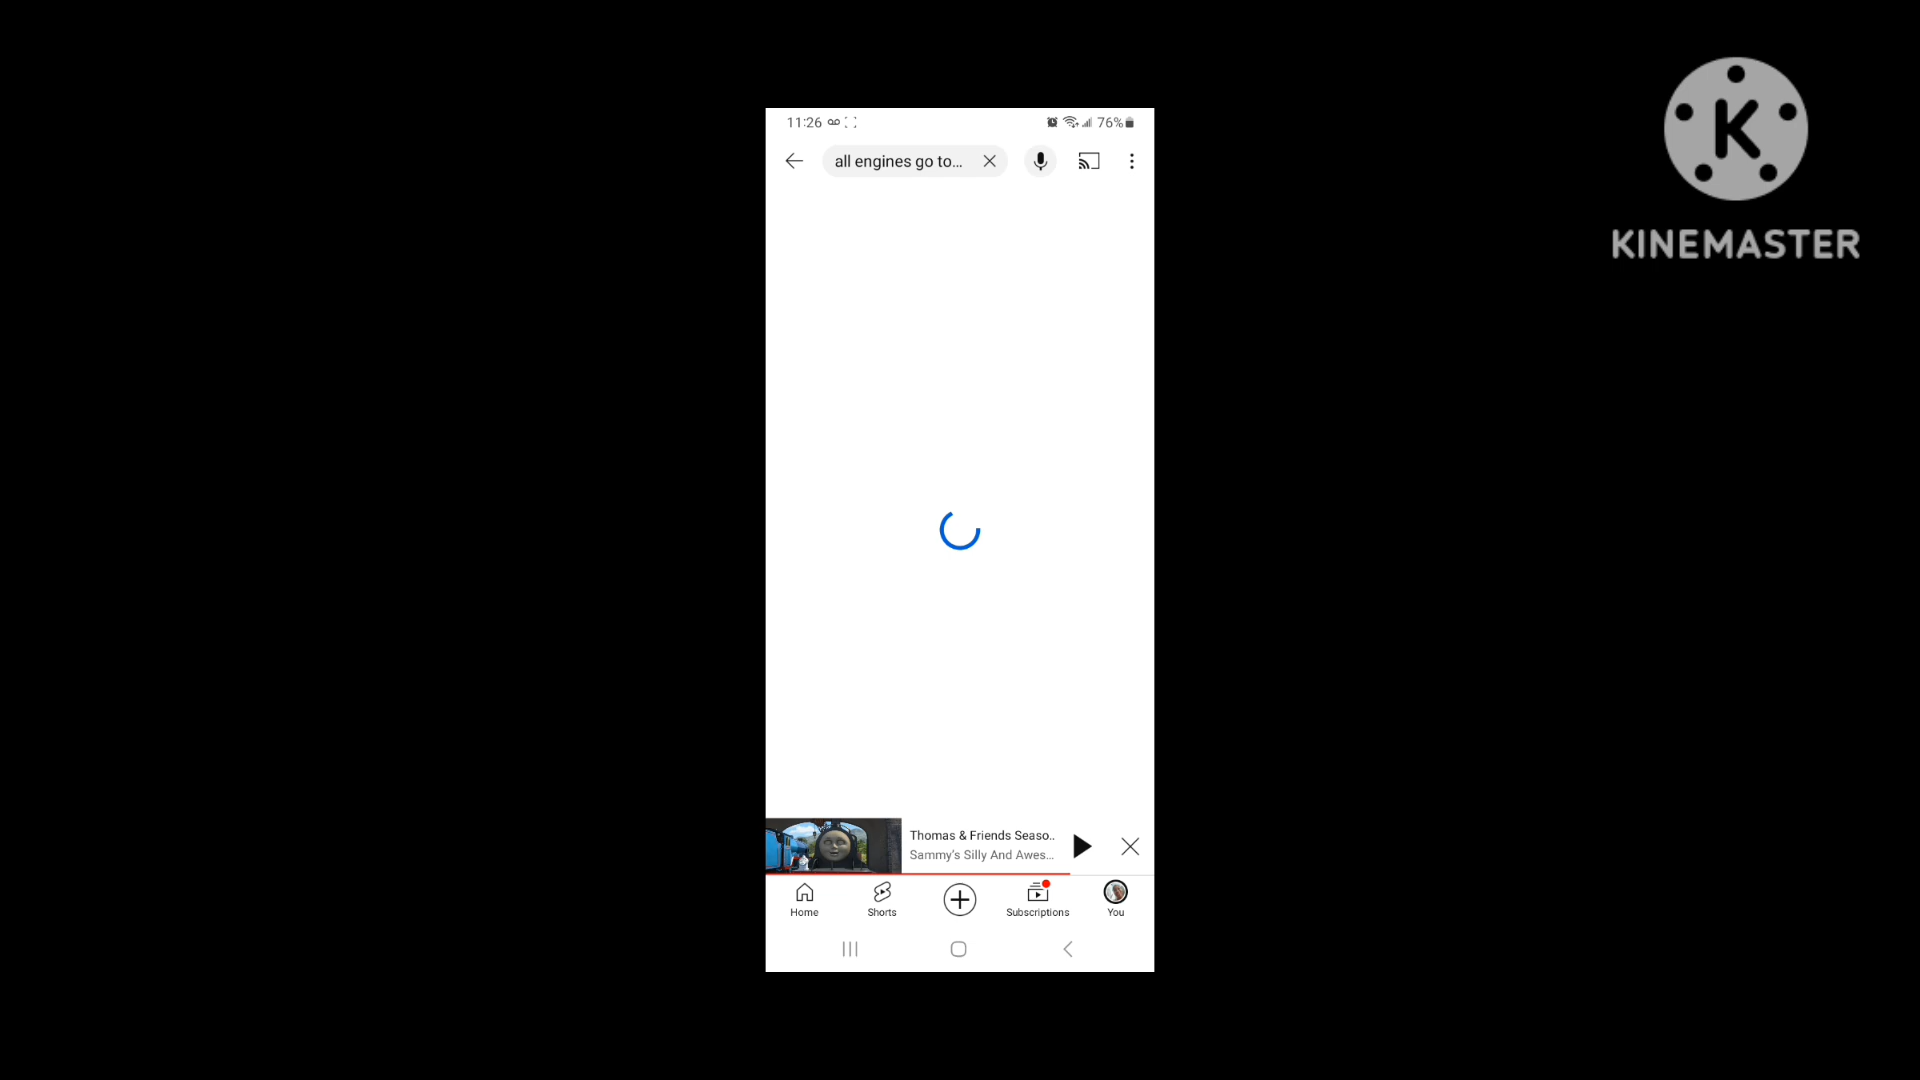 11:26
76%
all engines go to...
K
KINEMASTER
Thomas & Friends Seaso..
Sammy's Silly And Awes...
Home
Shorts
Subscriptions
You